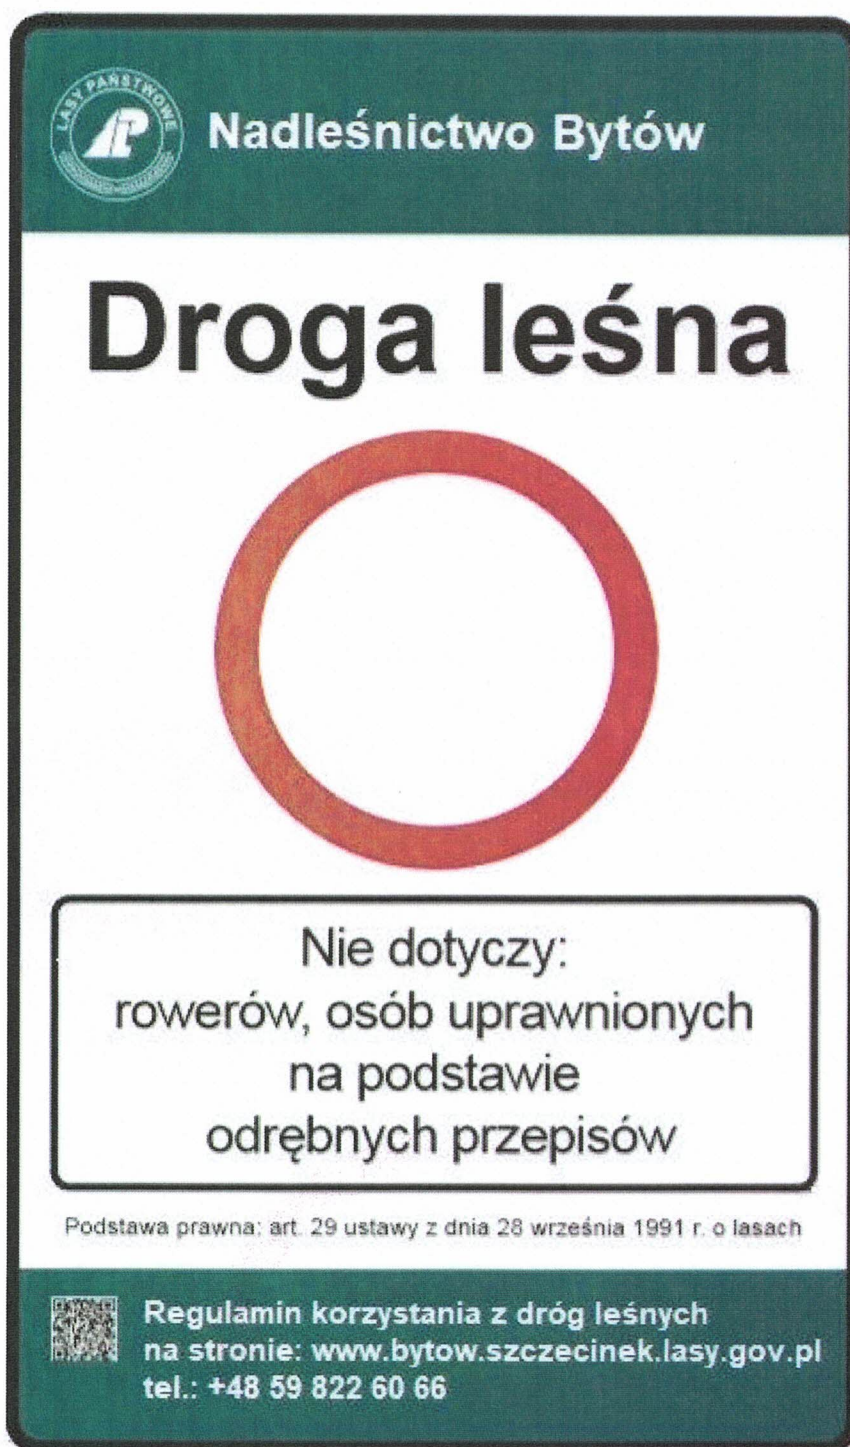 LASY PAŃSTWOWE
Nadleśnictwo Bytów
Droga leśna
Nie dotyczy:
rowerów, osób uprawnionych
na podstawie
odrębnych przepisów
Podstawa prawna: art. 29 ustawy z dnia 28 września 1991 r. o lasach
Regulamin korzystania z dróg leśnych
na stronie: www.bytow.szczecinek.lasy.gov.pl
tel.: +48 59 822 60 66